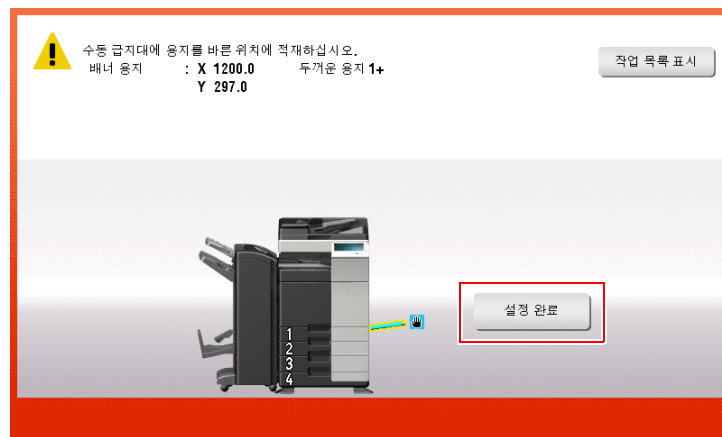 수동 급지대에 용지를 바른 위치에 적재하십시오.
배너 용지 : X 1200.0 두꺼운 용지 1+
Y 297.0
작업 목록 표시
설정 완료
1
2
3
4